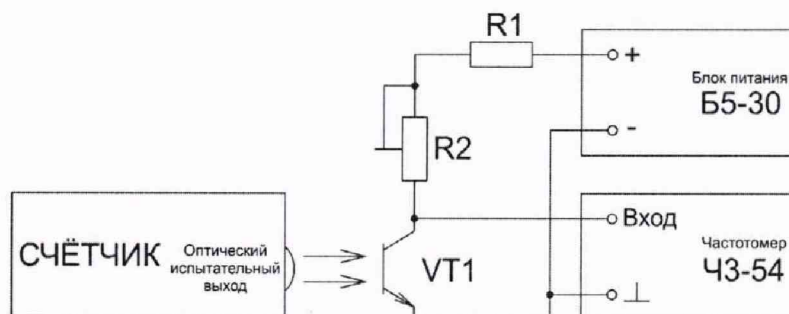 R1
+
Блок питания
Б5-30
-
R2
СЧЁТЧИК
Оптический
испытательный
выход
VT1
Вход
Частотомер
Ч3-54
⊥